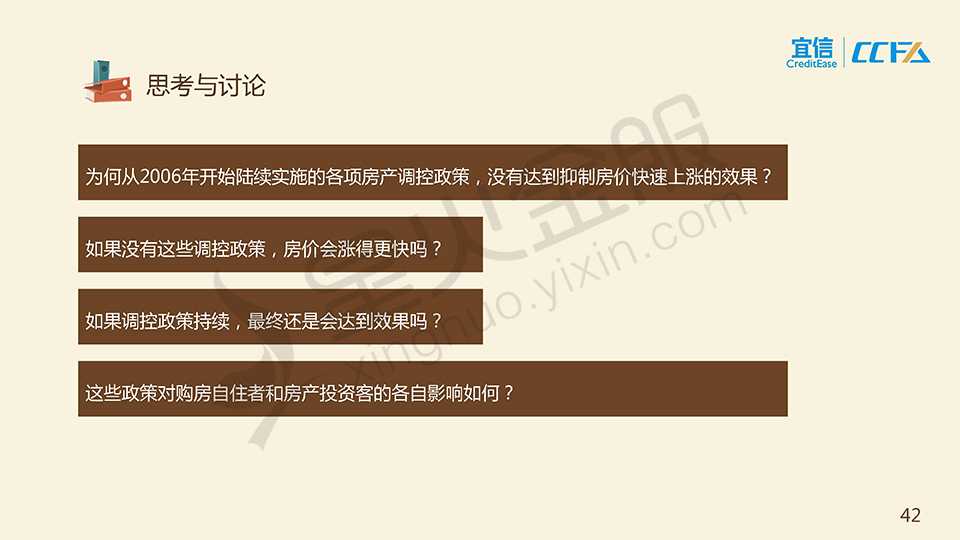 宜信
CreditEase
CCFA
思考与讨论
为何从2006年开始陆续实施的各项房产调控政策，没有达到抑制房价快速上涨的效果？
如果没有这些调控政策，房价会涨得更快吗？
如果调控政策持续，最终还是会达到效果吗？
这些政策对购房自住者和房产投资客的各自影响如何？
星火金服
xinghuo.yixin.com
42